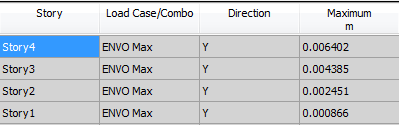 Story Load Case/Combo Direction Maximum
m
Story4 ENVO Max Y 0.006402
Story3 ENVO Max Y 0.004385
Story2 ENVO Max Y 0.002451
Story1 ENVO Max Y 0.000866